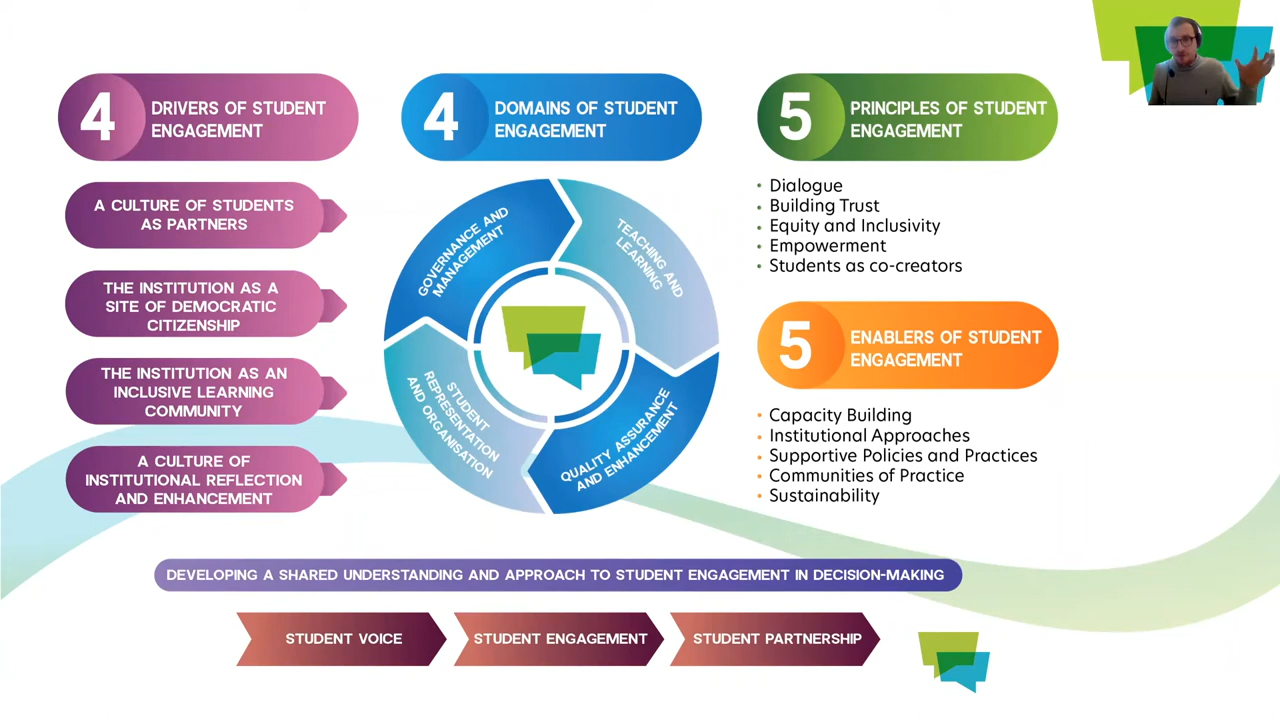 4
DRIVERS OF STUDENT
ENGAGEMENT
A CULTURE OF STUDENTS
AS PARTNERS
THE INSTITUTION AS A
SITE OF DEMOCRATIC
CITIZENSHIP
THE INSTITUTION AS AN
INCLUSIVE LEARNING
COMMUNITY
A CULTURE OF
INSTITUTIONAL REFLECTION
AND ENHANCEMENT
4
DOMAINS OF STUDENT
ENGAGEMENT
GOVERNANCE AND
MANAGEMENT
TEACHING AND
LEARNING
STUDENT
REPRESENTATION
AND ORGANISATION
QUALITY ASSURANCE
AND ENHANCEMENT
5
PRINCIPLES OF STUDENT
ENGAGEMENT
• Dialogue
• Building Trust
• Equity and Inclusivity
• Empowerment
• Students as co-creators
5
ENABLERS OF STUDENT
ENGAGEMENT
• Capacity Building
• Institutional Approaches
• Supportive Policies and Practices
• Communities of Practice
• Sustainability
DEVELOPING A SHARED UNDERSTANDING AND APPROACH TO STUDENT ENGAGEMENT IN DECISION-MAKING
STUDENT VOICE
STUDENT ENGAGEMENT
STUDENT PARTNERSHIP